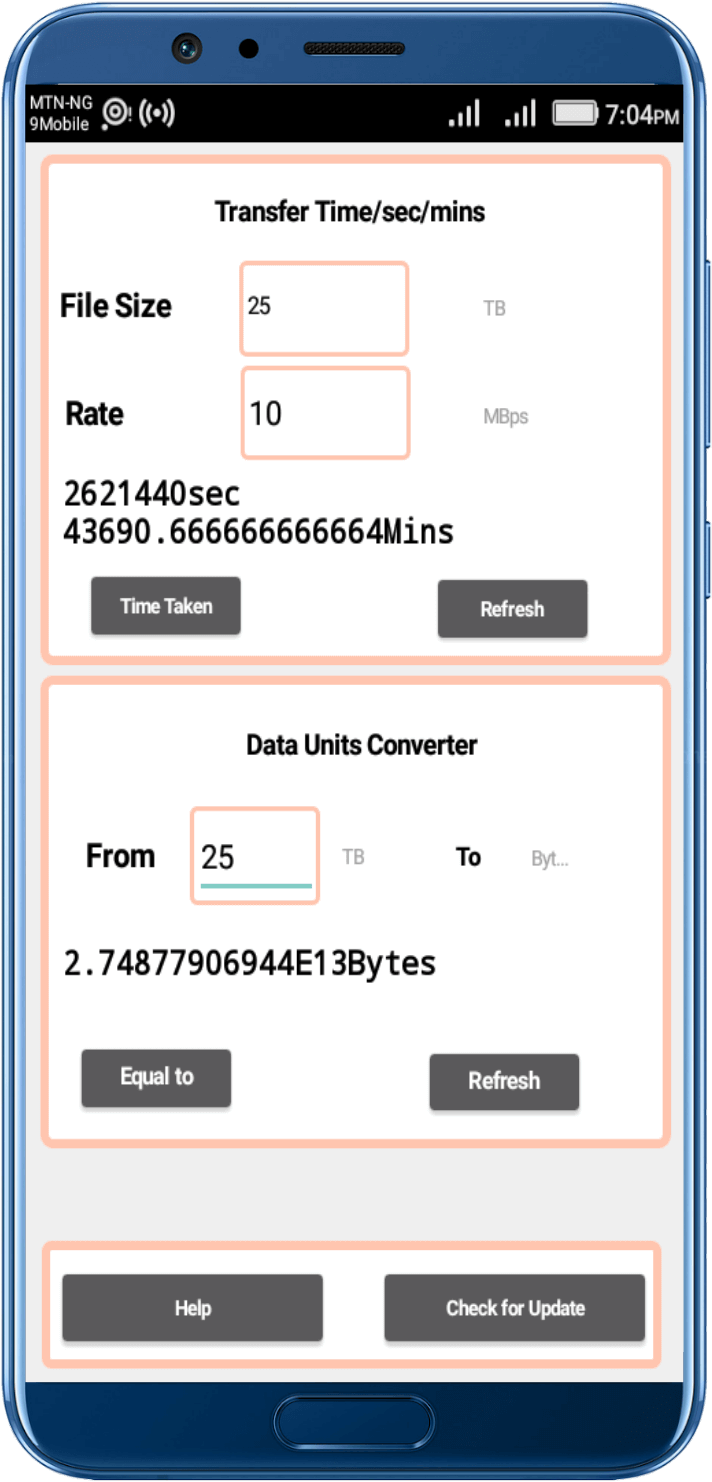 MTN-NG
9Mobile
7:04PM
Transfer Time/sec/mins
File Size 25 TB
Rate 10 MBps
2621440sec
43690.666666666664Mins
Time Taken Refresh
Data Units Converter
From 25 TB To Byt...
2.74877906944E13Bytes
Equal to Refresh
Help Check for Update